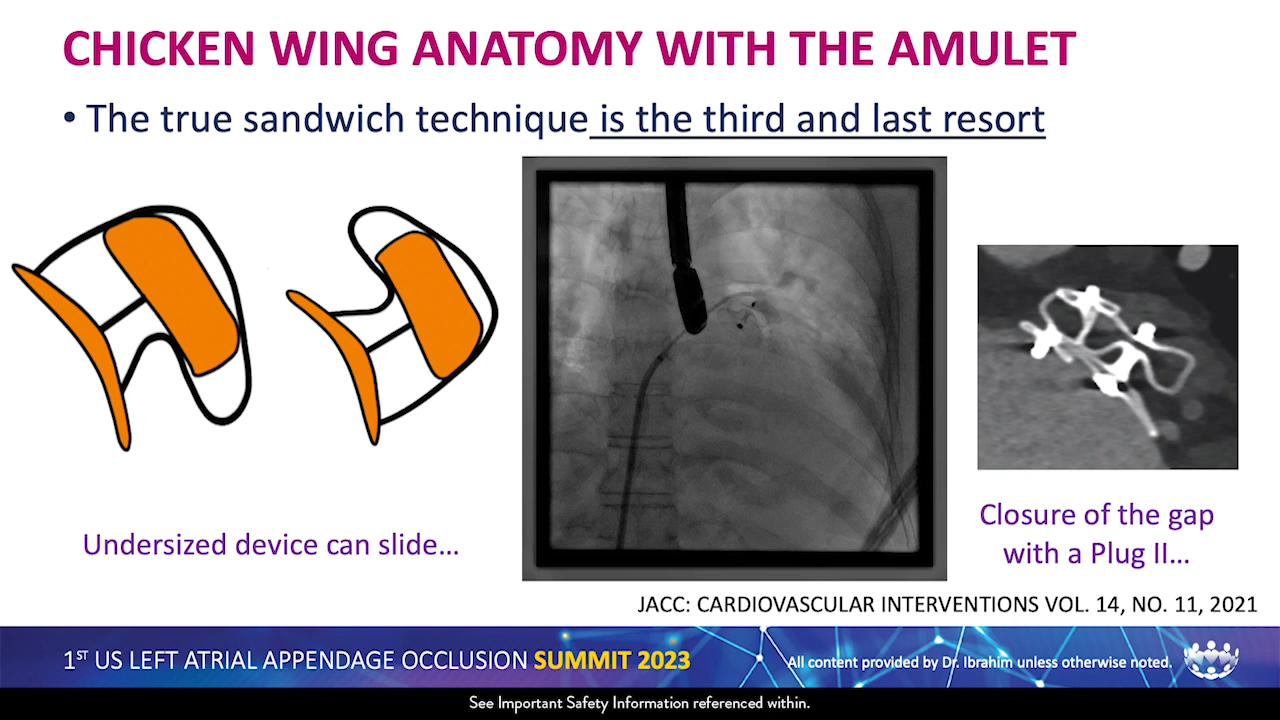 CHICKEN WING ANATOMY WITH THE AMULET
• The true sandwich technique is the third and last resort
Undersized device can slide…
Closure of the gap
with a Plug II…
JACC: CARDIOVASCULAR INTERVENTIONS VOL. 14, NO. 11, 2021
1ST US LEFT ATRIAL APPENDAGE OCCLUSION SUMMIT 2023
All content provided by Dr. Ibrahim unless otherwise noted.
See Important Safety Information referenced within.